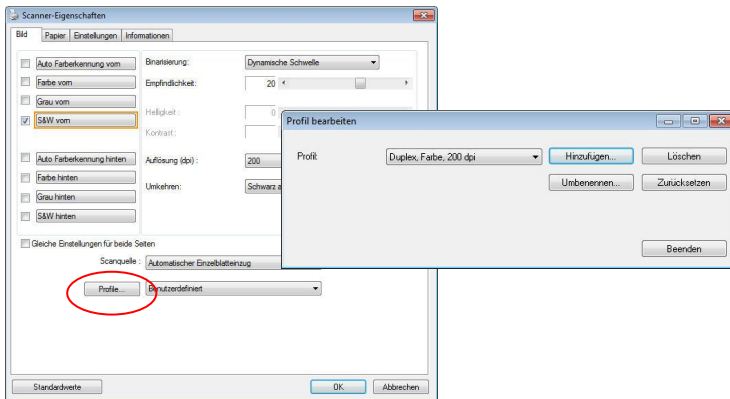 Scanner-Eigenschaften
Bild Papier Einstellungen Informationen
Auto Farberkennung vorn
Farbe vorn
Grau vorn
S&W vorn
Auto Farberkennung hinten
Farbe hinten
Grau hinten
S&W hinten
Binarisierung: Dynamische Schwelle
Empfindlichkeit: 20
Helligkeit : 0
Kontrast :
Auflösung (dpi) : 200
Umkehren: Schwarz a
Gleiche Einstellungen für beide Seiten
Scanquelle : Automatischer Einzelblatteinzug
Profile... Benutzerdefiniert
Standardwerte OK Abbrechen
Profil bearbeiten
Profil: Duplex, Farbe, 200 dpi Hinzufügen... Löschen
Umbenennen... Zurücksetzen
Beenden